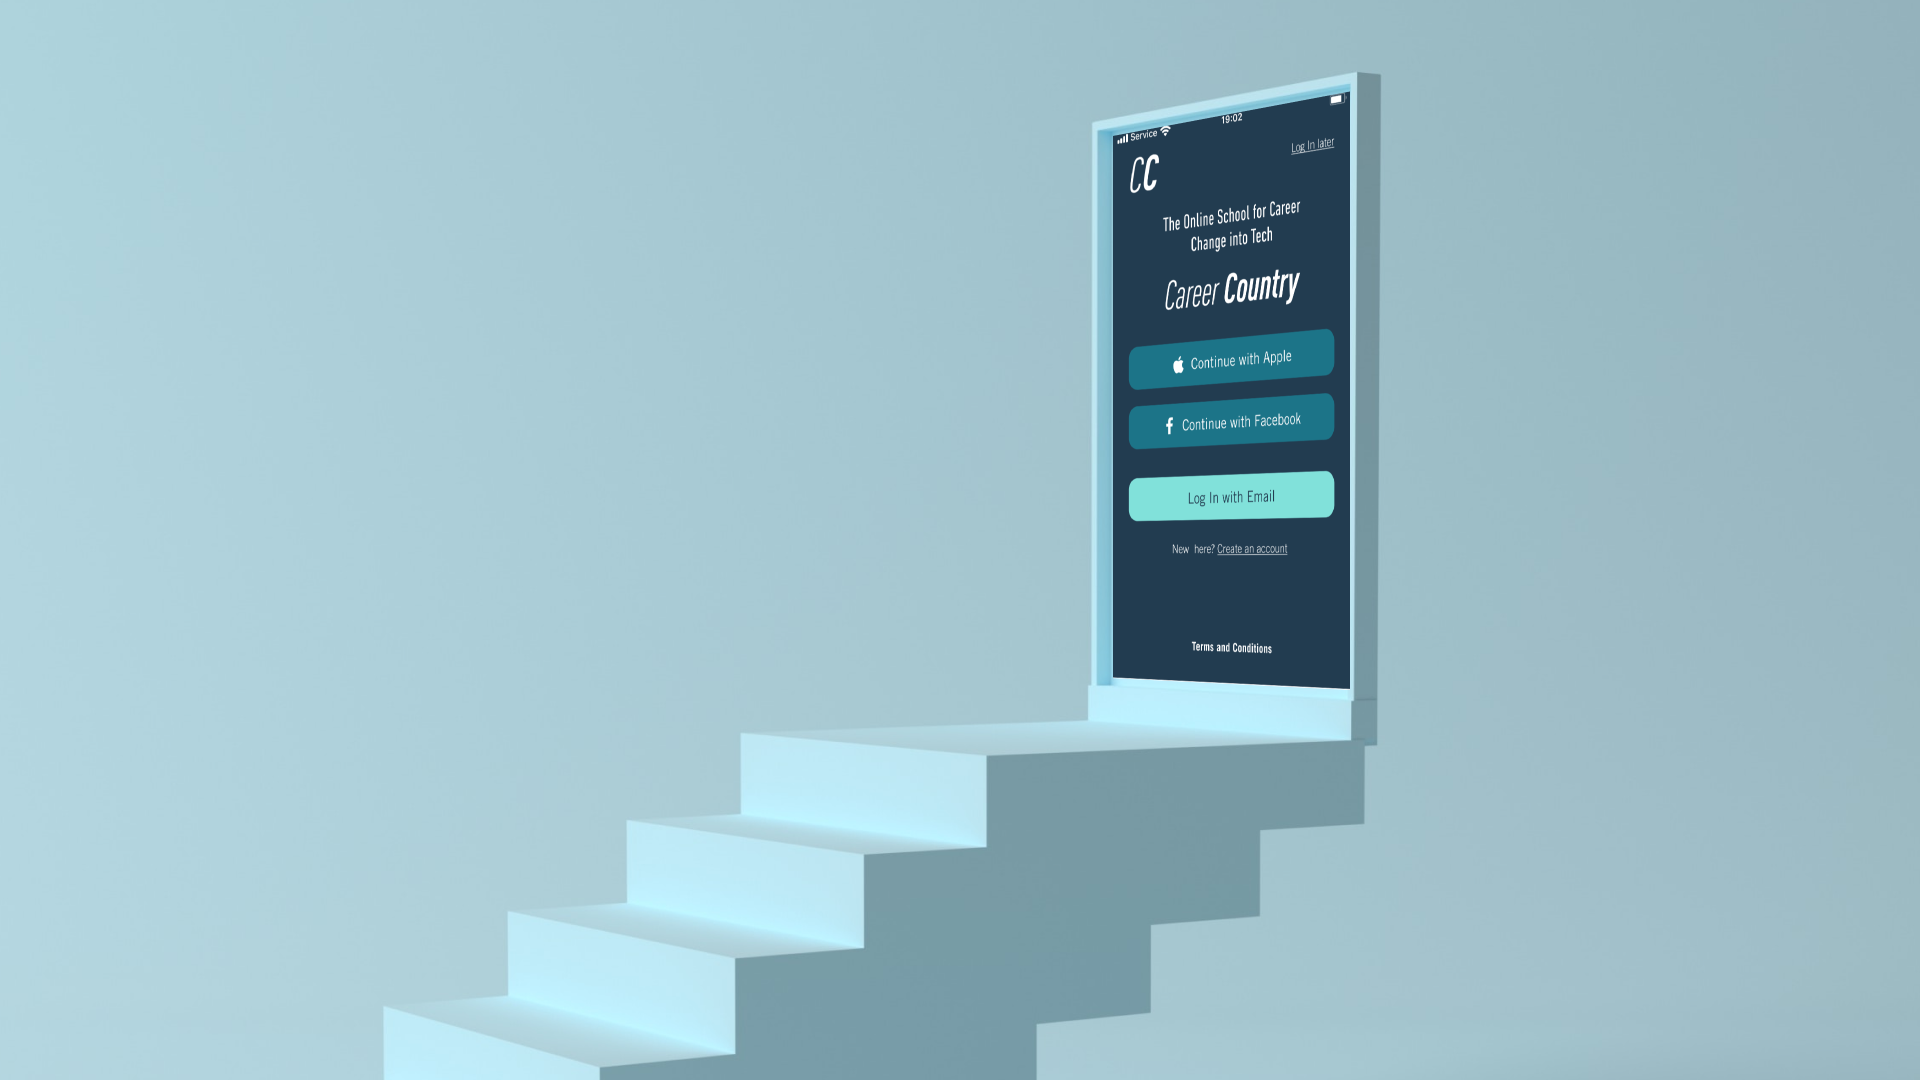 Service 19:02
CC
Log In later
The Online School for Career
Change into Tech
Career Country
Continue with Apple
Continue with Facebook
Log In with Email
New here? Create an account
Terms and Conditions